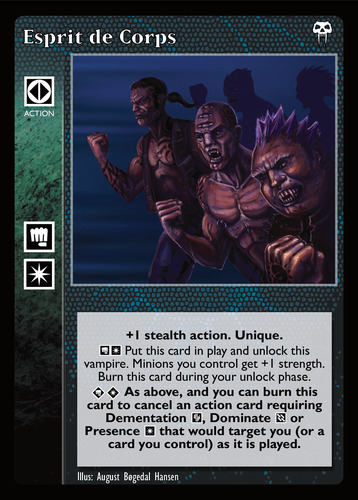 Esprit de Corps
ACTION
+1 stealth action. Unique.
Put this card in play and unlock this
vampire. Minions you control get +1 strength.
Burn this card during your unlock phase.
As above, and you can burn this
card to cancel an action card requiring
Dementation , Dominate or
Presence that would target you (or a
card you control) as it is played.
Illus: August Bøgedal Hansen